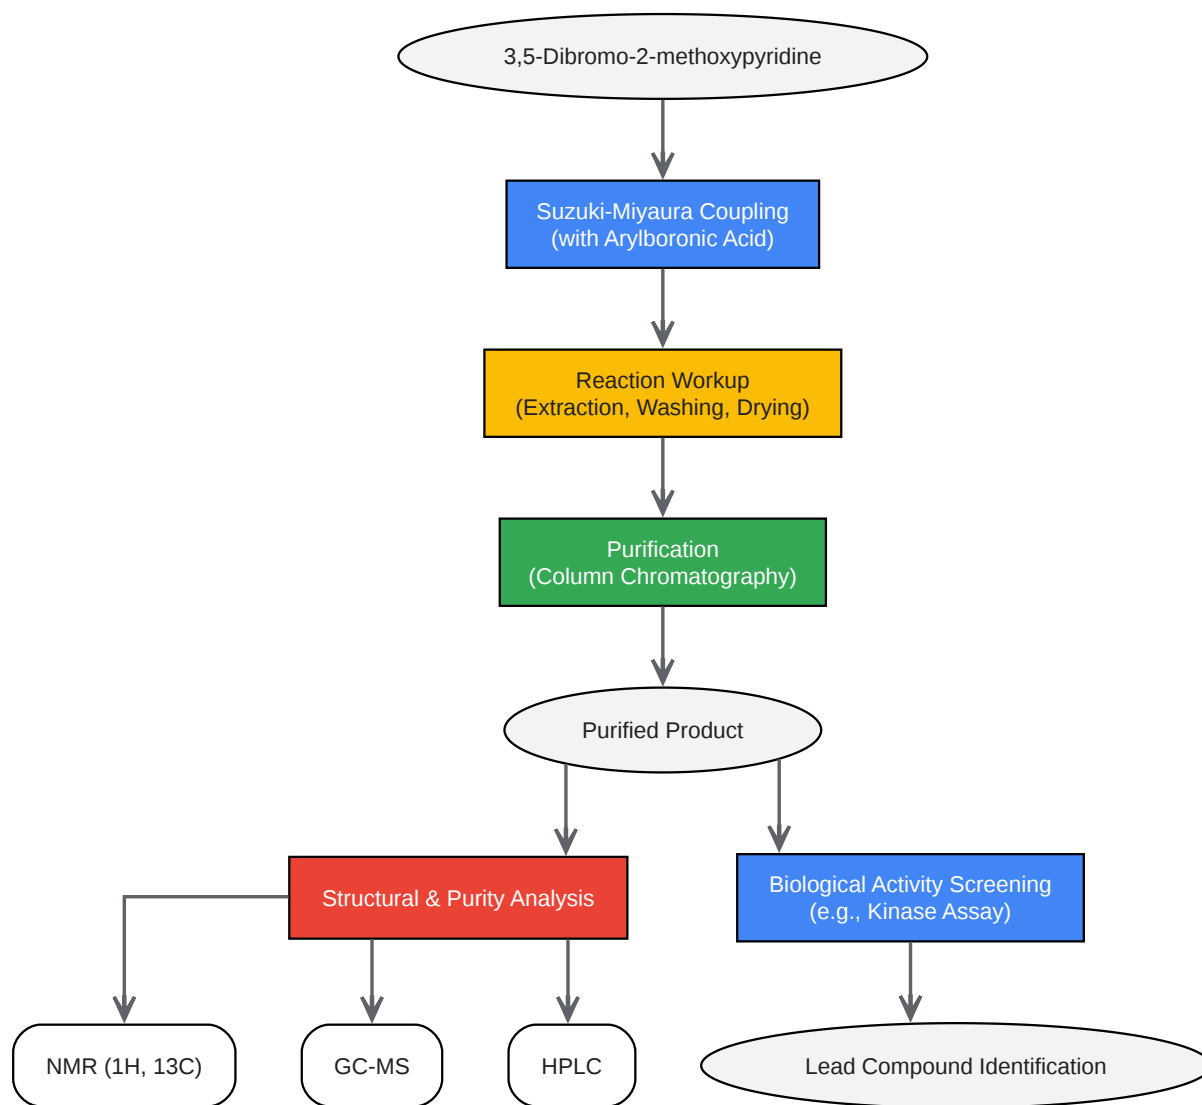 3,5-Dibromo-2-methoxypyridine
Suzuki-Miyaura Coupling
(with Arylboronic Acid)
Reaction Workup
(Extraction, Washing, Drying)
Purification
(Column Chromatography)
Purified Product
Structural & Purity Analysis
Biological Activity Screening
(e.g., Kinase Assay)
NMR (1H, 13C)
GC-MS
HPLC
Lead Compound Identification